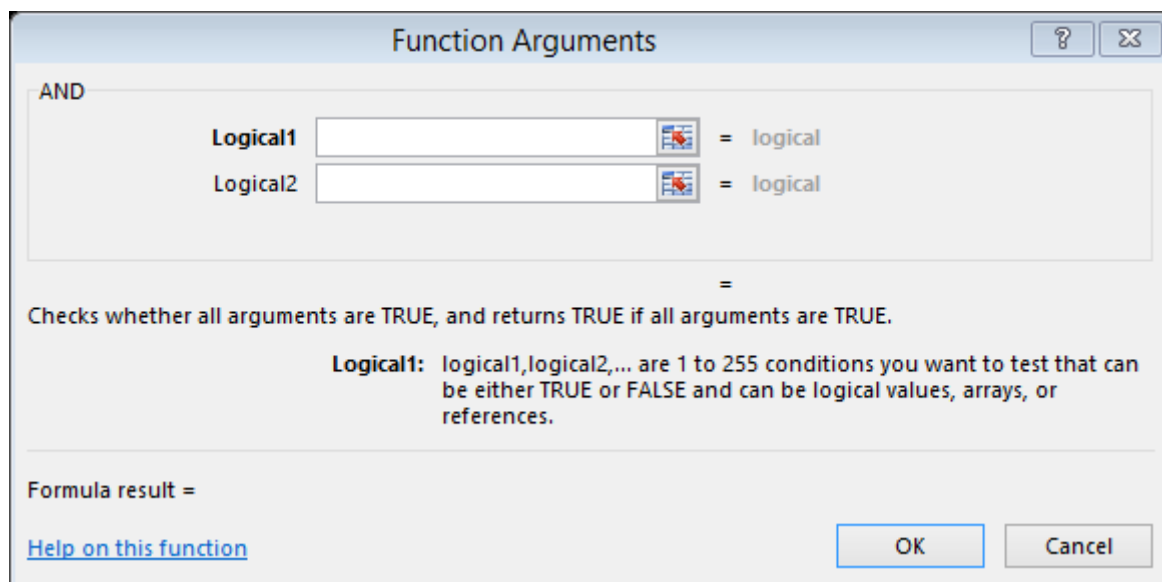 Function Arguments
AND
Logical1 = logical
Logical2 = logical
=
Checks whether all arguments are TRUE, and returns TRUE if all arguments are TRUE.
Logical1: logical1,logical2,... are 1 to 255 conditions you want to test that can
be either TRUE or FALSE and can be logical values, arrays, or
references.
Formula result =
Help on this function
OK
Cancel